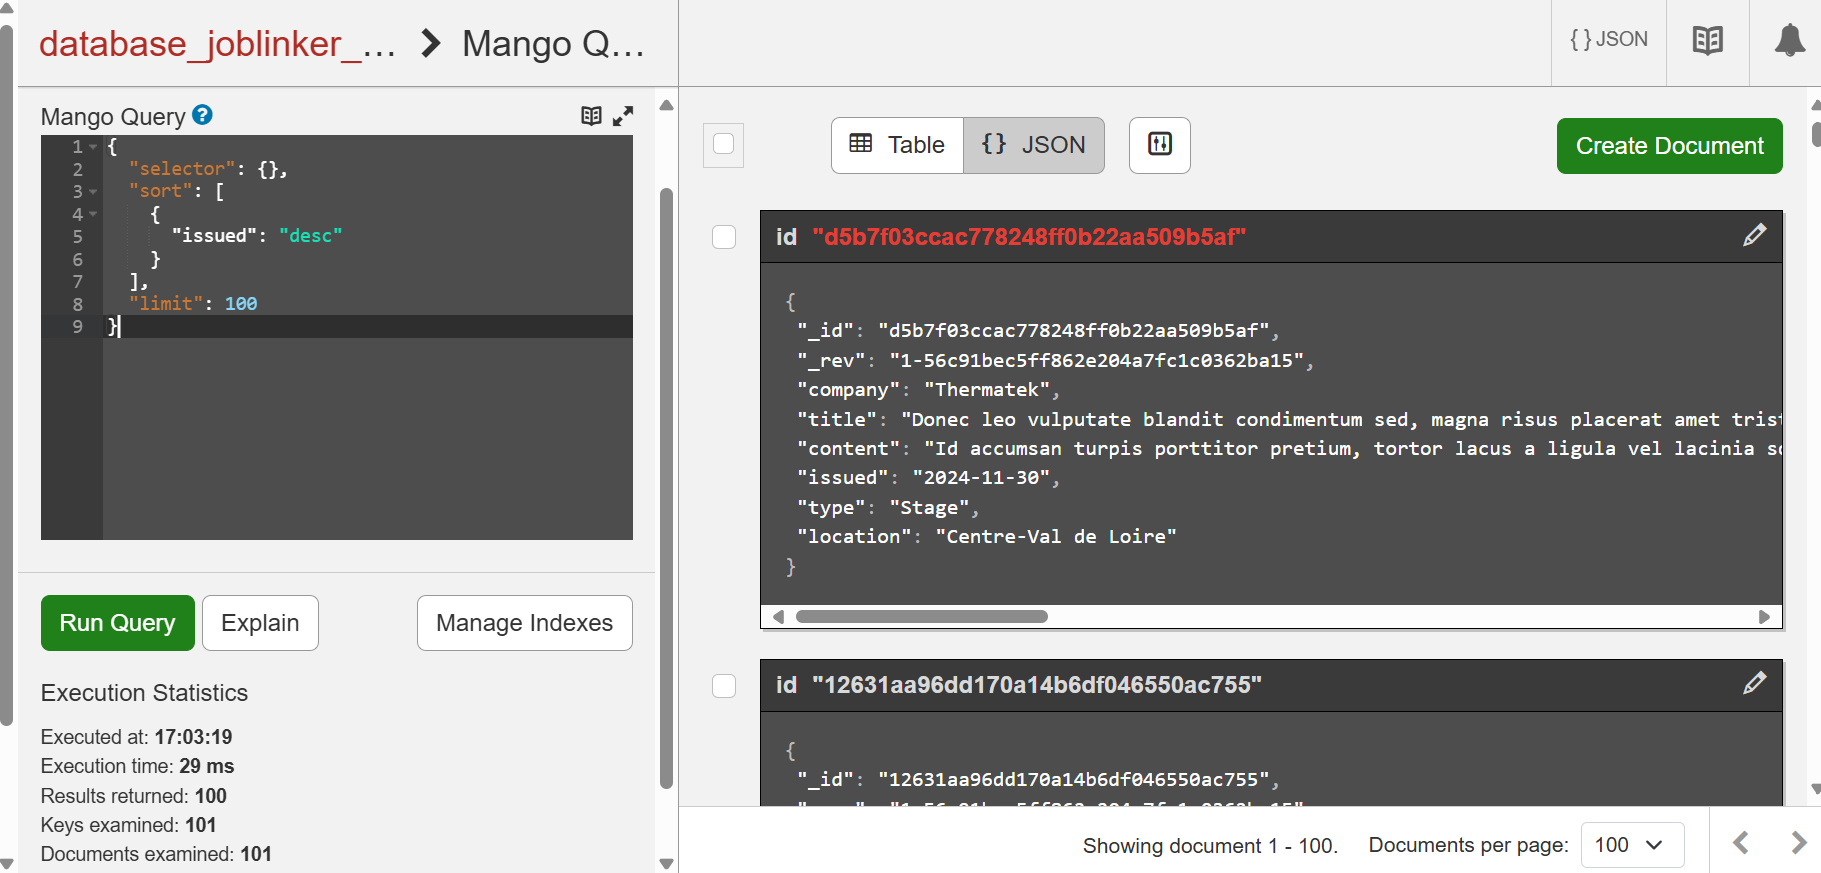 database_joblinker_... > Mango Q...
{ } JSON
Mango Query ?
1 {
2 "selector": {},
3 "sort": [
4 {
5 "issued": "desc"
6 }
7 ],
8 "limit": 100
9 }
Run Query
Explain
Manage Indexes
Execution Statistics
Executed at: 17:03:19
Execution time: 29 ms
Results returned: 100
Keys examined: 101
Documents examined: 101
Table
{} JSON
Create Document
id "d5b7f03ccac778248ff0b22aa509b5af"
{
"_id": "d5b7f03ccac778248ff0b22aa509b5af",
"_rev": "1-56c91bec5ff862e204a7fc1c0362ba15",
"company": "Thermatek",
"title": "Donec leo vulputate blandit condimentum sed, magna risus placerat amet trist
"content": "Id accumsan turpis porttitor pretium, tortor lacus a ligula vel lacinia
"issued": "2024-11-30",
"type": "Stage",
"location": "Centre-Val de Loire"
}
id "12631aa96dd170a14b6df046550ac755"
{
"_id": "12631aa96dd170a14b6df046550ac755",
Showing document 1 - 100.
Documents per page: 100